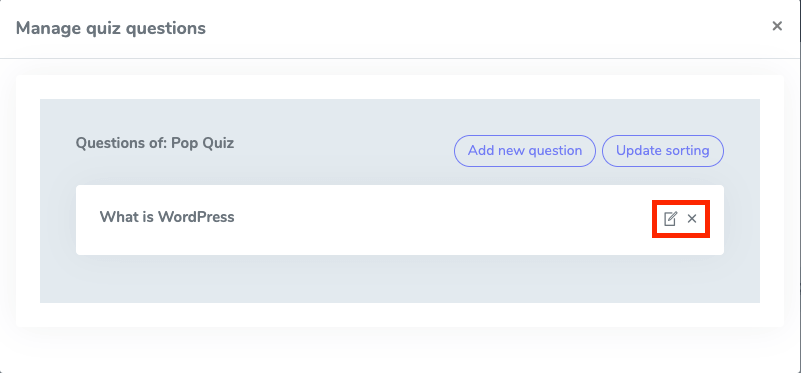 Manage quiz questions
Questions of: Pop Quiz
Add new question
Update sorting
What is WordPress